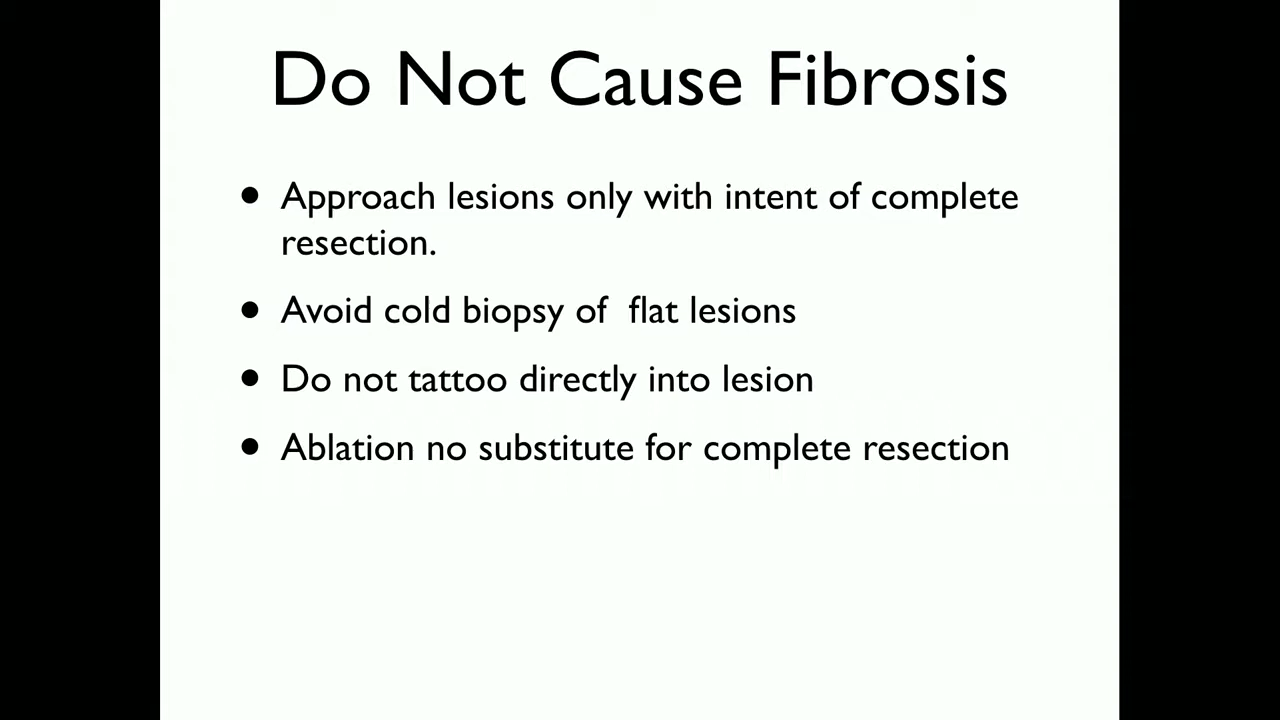 Do Not Cause Fibrosis
• Approach lesions only with intent of complete
resection.
• Avoid cold biopsy of  flat lesions
• Do not tattoo directly into lesion
• Ablation no substitute for complete resection